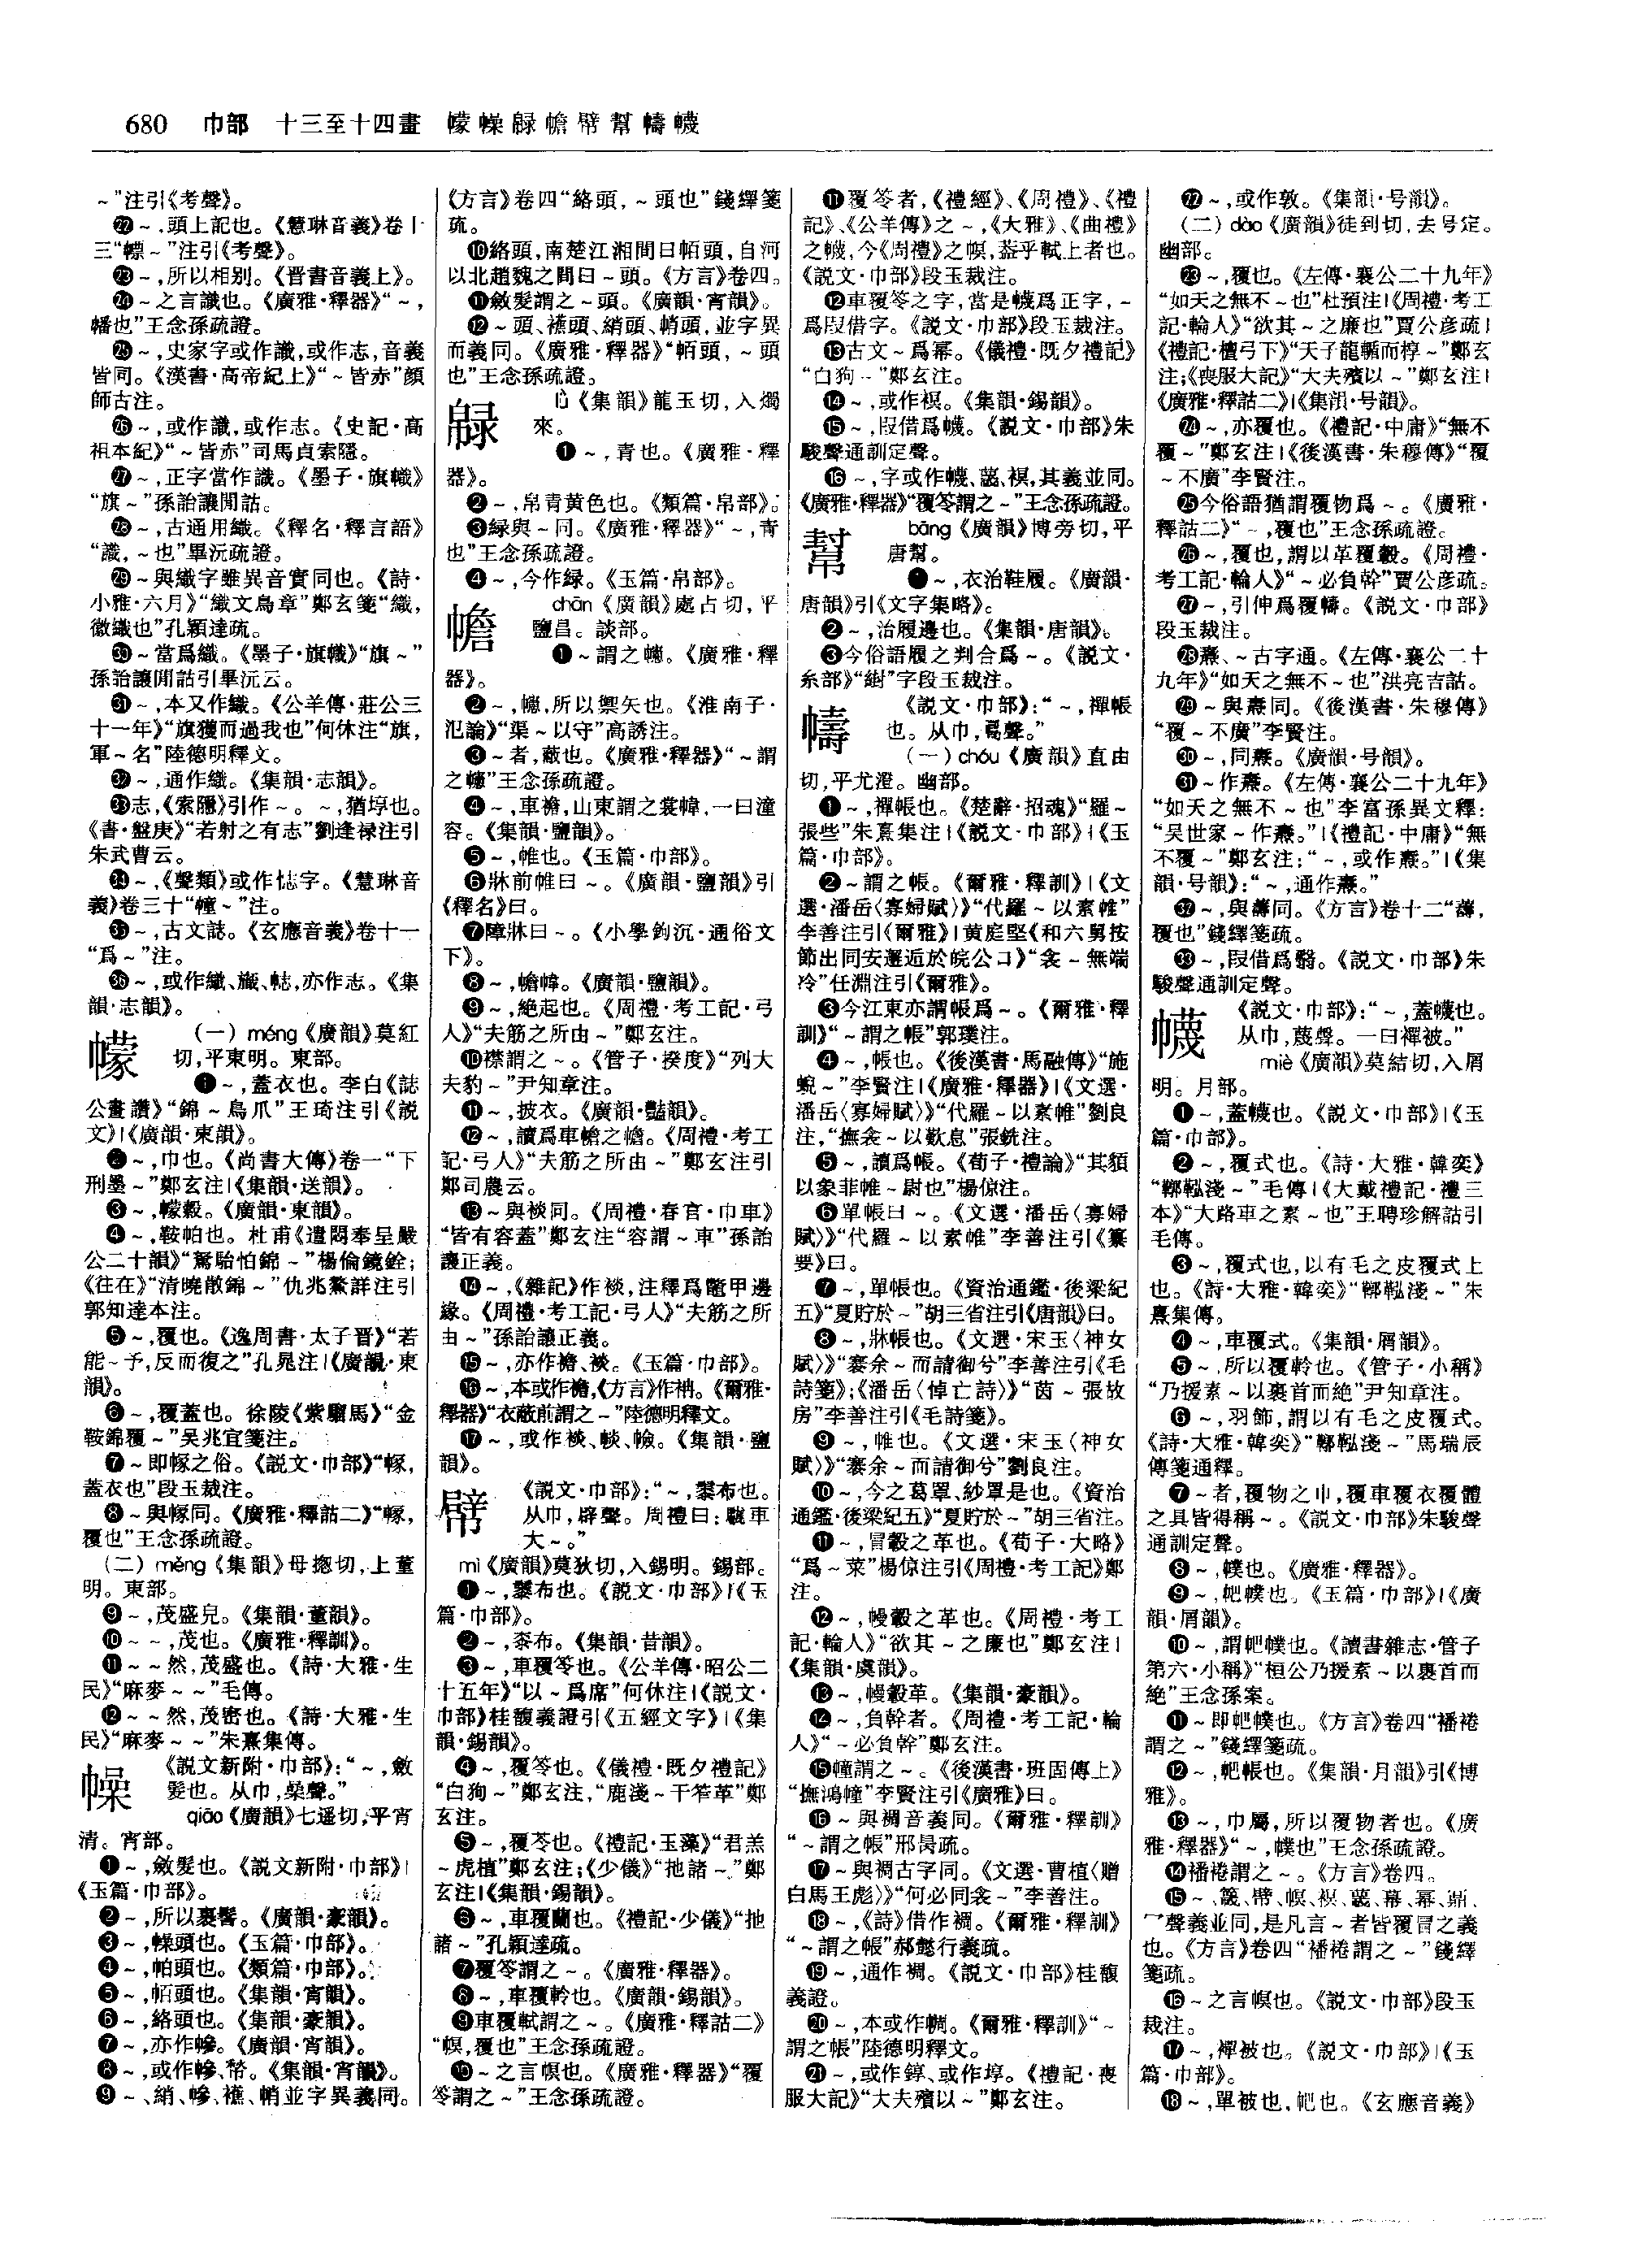 680 巾部 十三至十四畫 幪幧䘵幨幦幫幬幭
～”注引《考聲》。
㉒～,頭上記也。《慧琳音義》卷十
三“幖～”注引《考聲》。
㉓～,所以相别。《晉書音義上》。
㉔～之言識也。《廣雅·釋器》“～,
幡也”王念孫疏證。
㉕～,史家字或作識,或作志,音義
皆同。《漢書·高帝紀上》“～皆赤”顔
師古注。
㉖～,或作識,或作志。《史記·高
祖本紀》“～皆赤”司馬貞索隱。
㉗～,正字當作識。《墨子·旗幟》
“旗～”孫詒讓閒詁。
㉘～,古通用織。《釋名·釋言語》
“識,～也”畢沅疏證。
㉙～與織字雖異音實同也。《詩·
小雅·六月》“織文鳥章”鄭玄箋“織,
徽織也”孔穎達疏。
㉚～當爲織。《墨子·旗幟》“旗～”
孫詒讓閒詁引畢沅云。
㉛～,本又作織。《公羊傳·莊公三
十一年》“旗獲而過我也”何休注“旗,
軍～名”陸德明釋文。
㉜～,通作織。《集韻·志韻》。
㉝志,《索隱》引作～。～,猶埻也。
《書·盤庚》“若射之有志”劉逢禄注引
朱武曹云。
㉞～,《聲類》或作㤅字。《慧琳音
義》卷三十“幢～”注。
㉟～,古文誌。《玄應音義》卷十一
“爲～”注。
㊱～,或作織、旘、帜,亦作志。《集
韻·志韻》。
幪 (一) méng《廣韻》莫紅
切,平東明。東部。
❶～,蓋衣也。李白《誌
公畫讚》“錦～鳥爪”王琦注引《説
文》|《廣韻·東韻》。
❷～,巾也。《尚書大傳》卷一“下
刑墨～”鄭玄注|《集韻·送韻》。
❸～,幪縠。《廣韻·東韻》。
❹～,鞍帕也。杜甫《遣悶奉呈嚴
公二十韻》“駑駘怕錦～”楊倫鏡銓;
《往在》“清曉散錦～”仇兆鰲詳注引
郭知達本注。
❺～,覆也。《逸周書·太子晉》“若
能～予,反而復之”孔晁注|《廣韻·東
韻》。
❻～,覆蓋也。徐陵《紫騮馬》“金
鞍錦覆～”吴兆宜箋注。
❼～即冡之俗。《説文·巾部》“幏,
蓋衣也”段玉裁注。
❽～與幏同。《廣雅·釋詁二》“幏,
覆也”王念孫疏證。
(二) měng《集韻》母揔切,上董
明。東部。
❾～,茂盛皃。《集韻·董韻》。
❿～～,茂也。《廣雅·釋訓》。
⓫～～然,茂盛也。《詩·大雅·生
民》“麻麥～～”毛傳。
⓬～～然,茂密也。《詩·大雅·生
民》“麻麥～～”朱熹集傳。
幧 《説文新附·巾部》:“～,斂
髮也。从巾,喿聲。”
qiāo《廣韻》七遥切,平宵
清。宵部。
❶～,斂髮也。《説文新附·巾部》|
《玉篇·巾部》。
❷～,所以裹髻。《廣韻·豪韻》。
❸～,幧頭也。《玉篇·巾部》。
❹～,帕頭也。《類篇·巾部》。
❺～,帞頭也。《集韻·宵韻》。
❻～,絡頭也。《集韻·豪韻》。
❼～,亦作幓。《廣韻·宵韻》。
❽～,或作幓、幋。《集韻·宵韻》。
❾～、綃、幓、襐、帩並字異義同。
《方言》卷四“絡頭,～頭也”錢繹箋
疏。
❿絡頭,南楚江湘間曰帞頭,自河
以北趙魏之間曰～頭。《方言》卷四。
⓫斂髮謂之～頭。《廣韻·宵韻》。
⓬～頭、襐頭、綃頭、帩頭,並字異
而義同。《廣雅·釋器》“帞頭,～頭
也”王念孫疏證。
lù《集韻》龍玉切,入燭
來。
❶～,青也。《廣雅·釋
器》。
❷～,帛青黄色也。《類篇·帛部》。
❸緑與～同。《廣雅·釋器》“～,青
也”王念孫疏證。
❹～,今作緑。《玉篇·帛部》。
幨 chān《廣韻》處占切,平
鹽昌。談部。
❶～謂之幰。《廣雅·釋
器》。
❷～,幰,所以禦矢也。《淮南子·
氾論》“渠～以守”高誘注。
❸～者,蔽也。《廣雅·釋器》“～謂
之幰”王念孫疏證。
❹～,車襜,山東謂之裳幃,一曰潼
容。《集韻·鹽韻》。
❺～,帷也。《玉篇·巾部》。
❻牀前帷曰～。《廣韻·鹽韻》引
《釋名》曰。
❼障牀曰～。《小學鉤沉·通俗文
下》。
❽～,幨幃。《廣韻·鹽韻》。
❾～,絶起也。《周禮·考工記·弓
人》“夫筋之所由～”鄭玄注。
❿襟謂之～。《管子·揆度》“列大
夫豹～”尹知章注。
⓫～,披衣。《廣韻·豔韻》。
⓬～,讀爲車幨之幨。《周禮·考工
記·弓人》“夫筋之所由～”鄭玄注引
鄭司農云。
⓭～與裧同。《周禮·春官·巾車》
“皆有容蓋”鄭玄注“容謂～車”孫詒
讓正義。
⓮～,《雜記》作裧,注釋爲鼈甲邊
緣。《周禮·考工記·弓人》“夫筋之所
由～”孫詒讓正義。
⓯～,亦作襜、裧。《玉篇·巾部》。
⓰～,本或作襜,《方言》作袡。《爾雅·
釋器》“衣蔽前謂之～”陸德明釋文。
⓱～,或作裧、㡉、幨。《集韻·鹽
韻》。
幦 《説文·巾部》:“～,䰍布也。
从巾,辟聲。周禮曰:駹車
大～。”
mì《廣韻》莫狄切,入錫明。錫部。
❶～,䰍布也。《説文·巾部》|《玉
篇·巾部》。
❷～,桼布。《集韻·昔韻》。
❸～,車覆笭也。《公羊傳·昭公二
十五年》“以～爲席”何休注|《説文·
巾部》桂馥義證引《五經文字》|《集
韻·錫韻》。
❹～,覆笭也。《儀禮·既夕禮記》
“白狗～”鄭玄注,“鹿淺～干笮革”鄭
玄注。
❺～,覆苓也。《禮記·玉藻》“君羔
～虎植”鄭玄注;《少儀》“拖諸～”鄭
玄注|《集韻·錫韻》。
❻～,車覆蘭也。《禮記·少儀》“拖
諸～”孔穎達疏。
❼覆笭謂之～。《廣雅·釋器》。
❽～,車覆軨也。《廣韻·錫韻》。
❾車覆軾謂之～。《廣雅·釋詁二》
“幎,覆也”王念孫疏證。
❿～之言幎也。《廣雅·釋器》“覆
笭謂之～”王念孫疏證。
⓫覆笭者,《禮經》、《周禮》、《禮
記》、《公羊傳》之～,《大雅》、《曲禮》
之幭,今《周禮》之幎,葢乎軾上者也。
《説文·巾部》段玉裁注。
⓬車覆笭之字,當是幭爲正字,～
爲叚借字。《説文·巾部》段玉裁注。
⓭古文～爲冪。《儀禮·既夕禮記》
“白狗～”鄭玄注。
⓮～,或作䙏。《集韻·錫韻》。
⓯～,叚借爲幭。《説文·巾部》朱
駿聲通訓定聲。
⓰～,字或作幭、䈼、䙏,其義並同。
《廣雅·釋器》“覆笭謂之～”王念孫疏證。
幫 bāng《廣韻》博旁切,平
唐幫。
❶～,衣治鞋履。《廣韻·
唐韻》引《文字集略》。
❷～,治履邊也。《集韻·唐韻》。
❸今俗語履之判合爲～。《説文·
糸部》“䋽”字段玉裁注。
幬 《説文·巾部》:“～,禪帳
也。从巾,𠷎聲。”
(一) chóu《廣韻》直由
切,平尤澄。幽部。
❶～,禪帳也。《楚辭·招魂》“羅～
張些”朱熹集注|《説文·巾部》|《玉
篇·巾部》。
❷～謂之帳。《爾雅·釋訓》|《文
選·潘岳〈寡婦賦〉》“代羅～以素帷”
李善注引《爾雅》|黄庭堅《和六舅按
節出同安邂逅於皖公口》“衾～無端
冷”任淵注引《爾雅》。
❸今江東亦謂帳爲～。《爾雅·釋
訓》“～謂之帳”郭璞注。
❹～,帳也。《後漢書·馬融傳》“施
蜺～”李賢注|《廣雅·釋器》|《文選·
潘岳〈寡婦賦〉》“代羅～以素帷”劉良
注,“撫衾～以歎息”張銑注。
❺～,讀爲帳。《荀子·禮論》“其䫉
以象菲帷～尉也”楊倞注。
❻單帳曰～。《文選·潘岳〈寡婦
賦〉》“代羅～以素帷”李善注引《纂
要》曰。
❼～,單帳也。《資治通鑑·後梁紀
五》“夏貯於～”胡三省注引《唐韻》曰。
❽～,牀帳也。《文選·宋玉〈神女
賦〉》“褰余～而請御兮”李善注引《毛
詩箋》;《潘岳〈悼亡詩〉》“茵～張故
房”李善注引《毛詩箋》。
❾～,帷也。《文選·宋玉〈神女
賦〉》“褰余～而請御兮”劉良注。
❿～,今之葛罩、紗罩是也。《資治
通鑑·後梁紀五》“夏貯於～”胡三省注。
⓫～,冒轂之革也。《荀子·大略》
“爲～菜”楊倞注引《周禮·考工記》鄭
注。
⓬～,幔轂之革也。《周禮·考工
記·輪人》“欲其～之廉也”鄭玄注|
《集韻·虞韻》。
⓭～,幔轂革。《集韻·豪韻》。
⓮～,負幹者。《周禮·考工記·輪
人》“～必負幹”鄭玄注。
⓯幢謂之～。《後漢書·班固傳上》
“撫鴻幢”李賢注引《廣雅》曰。
⓰～與裯音義同。《爾雅·釋訓》
“～謂之帳”邢昺疏。
⓱～與裯古字同。《文選·曹植〈贈
白馬王彪〉》“何必同衾～”李善注。
⓲～,《詩》借作裯。《爾雅·釋訓》
“～謂之帳”郝懿行義疏。
⓳～,通作裯。《説文·巾部》桂馥
義證。
⓴～,本或作㡡。《爾雅·釋訓》“～
謂之帳”陸德明釋文。
㉑～,或作錞、或作埻。《禮記·喪
服大記》“大夫殯以～”鄭玄注。
㉒～,或作敦。《集韻·号韻》。
(二) dào《廣韻》徒到切,去号定。
幽部。
㉓～,覆也。《左傳·襄公二十九年》
“如天之無不～也”杜預注|《周禮·考工
記·輪人》“欲其～之廉也”賈公彦疏|
《禮記·檀弓下》“天子龍輴而椁～”鄭玄
注;《喪服大記》“大夫殯以～”鄭玄注|
《廣雅·釋詁二》|《集韻·号韻》。
㉔～,亦覆也。《禮記·中庸》“無不
覆～”鄭玄注|《後漢書·朱穆傳》“覆
～不廣”李賢注。
㉕今俗語猶謂覆物爲～。《廣雅·
釋詁二》“～,覆也”王念孫疏證。
㉖～,覆也,謂以革覆轂。《周禮·
考工記·輪人》“～必負幹”賈公彦疏。
㉗～,引伸爲覆幬。《説文·巾部》
段玉裁注。
㉘燾、～古字通。《左傳·襄公二十
九年》“如天之無不～也”洪亮吉詁。
㉙～與燾同。《後漢書·朱穆傳》
“覆～不廣”李賢注。
㉚～,同燾。《廣韻·号韻》。
㉛～作燾。《左傳·襄公二十九年》
“如天之無不～也”李富孫異文釋:
“吴世家～作燾。”|《禮記·中庸》“無
不覆～”鄭玄注:“～,或作燾。”|《集
韻·号韻》:“～,通作燾。”
㉜～,與薵同。《方言》卷十二“薵,
覆也”錢繹箋疏。
㉝～,叚借爲翳。《説文·巾部》朱
駿聲通訓定聲。
幭 《説文·巾部》:“～,蓋幭也。
从巾,蔑聲。一曰禪被。”
miè《廣韻》莫結切,入屑
明。月部。
❶～,蓋幭也。《説文·巾部》|《玉
篇·巾部》。
❷～,覆式也。《詩·大雅·韓奕》
“鞹鞃淺～”毛傳|《大戴禮記·禮三
本》“大路車之素～也”王聘珍解詁引
毛傳。
❸～,覆式也,以有毛之皮覆式上
也。《詩·大雅·韓奕》“鞹鞃淺～”朱
熹集傳。
❹～,車覆式。《集韻·屑韻》。
❺～,所以覆軨也。《管子·小稱》
“乃援素～以裹首而絶”尹知章注。
❻～,羽飾,謂以有毛之皮覆式。
《詩·大雅·韓奕》“鞹鞃淺～”馬瑞辰
傳箋通釋。
❼～者,覆物之巾,覆車覆衣覆體
之具皆得稱～。《説文·巾部》朱駿聲
通訓定聲。
❽～,幞也。《廣雅·釋器》。
❾～,帊幞也。《玉篇·巾部》|《廣
韻·屑韻》。
❿～,謂帊幞也。《讀書雜志·管子
第六·小稱》“桓公乃援素～以裹首而
絶”王念孫案。
⓫～即帊幞也。《方言》卷四“襎裷
謂之～”錢繹箋疏。
⓬～,帊帳也。《集韻·月韻》引《博
雅》。
⓭～,巾屬,所以覆物者也。《廣
雅·釋器》“～,幞也”王念孫疏證。
⓮襎裷謂之～。《方言》卷四。
⓯～、簚、幦、幎、䙏、䈼、幕、冪、鼏、
冖聲義並同,是凡言～者皆覆冒之義
也。《方言》卷四“襎裷謂之～”錢繹
箋疏。
⓰～之言幎也。《説文·巾部》段玉
裁注。
⓱～,禪被也。《説文·巾部》|《玉
篇·巾部》。
⓲～,單被也,帊也。《玄應音義》